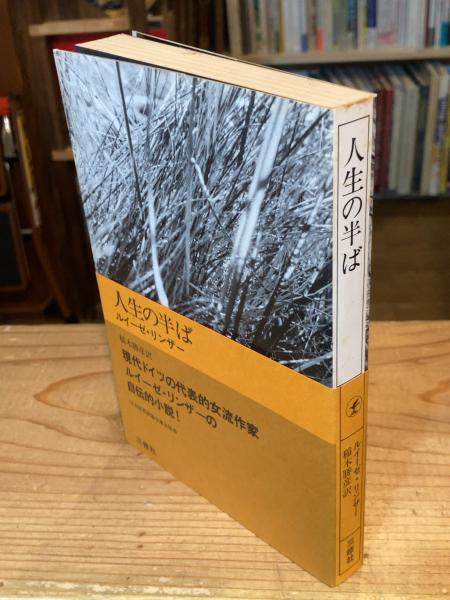 人生の半ば
ルイーゼ・リンザー
稲木勝彦訳
現代ドイツの代表的女流作家
ルイーゼ・リンザーの
自伝的小説!
三修社
人生の半ば
ルイーゼ・リンザー
稲木勝彦訳
三修社